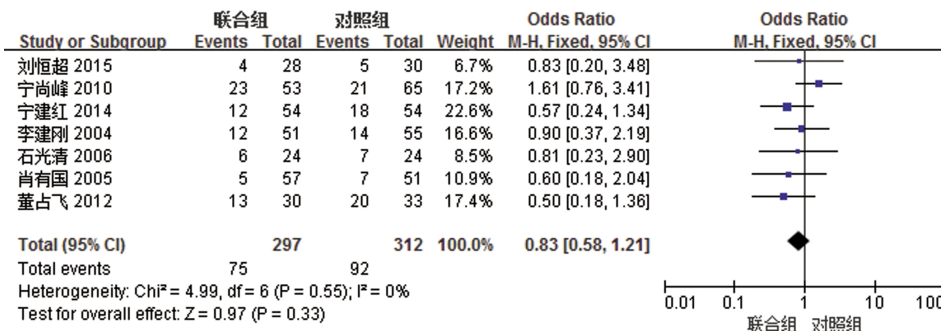 联合组 对照组 Odds Ratio Odds Ratio
Study or Subgroup Events Total Events Total Weight M-H, Fixed, 95% CI M-H, Fixed, 95% CI
刘恒超 2015 4 28 5 30 6.7% 0.83 [0.20, 3.48]
宁尚峰 2010 23 53 21 65 17.2% 1.61 [0.76, 3.41]
宁建红 2014 12 54 18 54 22.6% 0.57 [0.24, 1.34]
李建刚 2004 12 51 14 55 16.6% 0.90 [0.37, 2.19]
石光清 2006 6 24 7 24 8.5% 0.81 [0.23, 2.90]
肖有国 2005 5 57 7 51 10.9% 0.60 [0.18, 2.04]
董占飞 2012 13 30 20 33 17.4% 0.50 [0.18, 1.36]
Total (95% CI) 297 312 100.0% 0.83 [0.58, 1.21]
Total events 75 92
Heterogeneity: Chi² = 4.99, df = 6 (P = 0.55); I² = 0%
Test for overall effect: Z = 0.97 (P = 0.33)
0.01 0.1 1 10 100
联合组 对照组